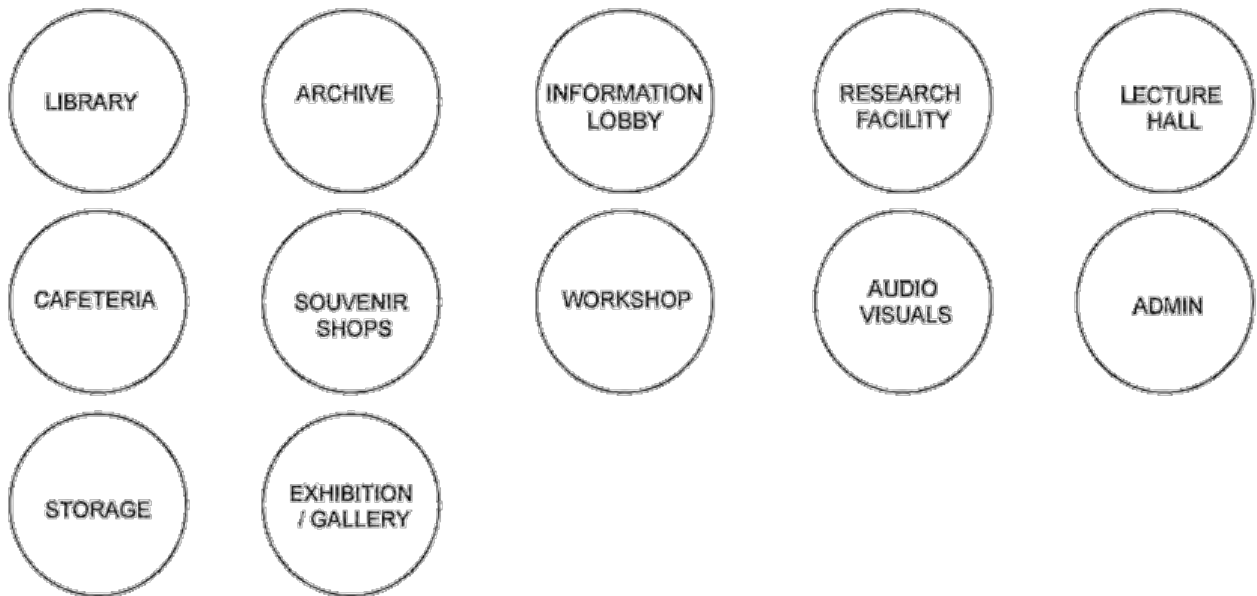 LIBRARY
ARCHIVE
INFORMATION
LOBBY
RESEARCH
FACILITY
LECTURE
HALL
CAFETERIA
SOUVENIR
SHOPS
WORKSHOP
AUDIO
VISUALS
ADMIN
STORAGE
EXHIBITION
/ GALLERY